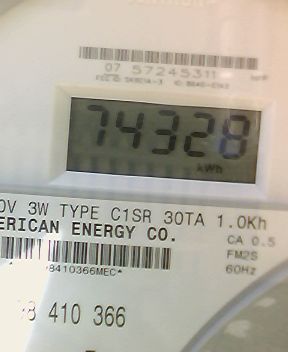 07 57245311
74328
kWh
0V 3W TYPE C1SR 30TA 1.0Kh
ERICAN ENERGY CO.
CA 0.5
FM2S
60Hz
8410366MEC*
8 410 366